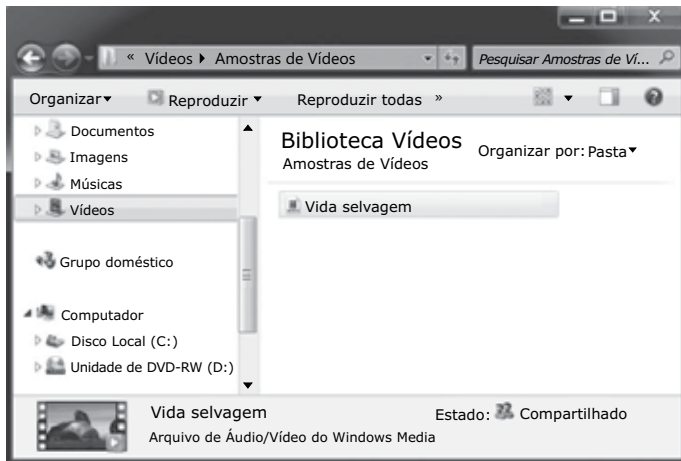 « Vídeos Amostras de Vídeos Pesquisar Amostras de Ví...
Organizar Reproduzir Reproduzir todas »
Documentos
Imagens
Músicas
Vídeos
Grupo doméstico
Computador
Disco Local (C:)
Unidade de DVD-RW (D:)
Biblioteca Vídeos
Amostras de Vídeos
Organizar por: Pasta
Vida selvagem
Vida selvagem
Estado: Compartilhado
Arquivo de Áudio/Vídeo do Windows Media